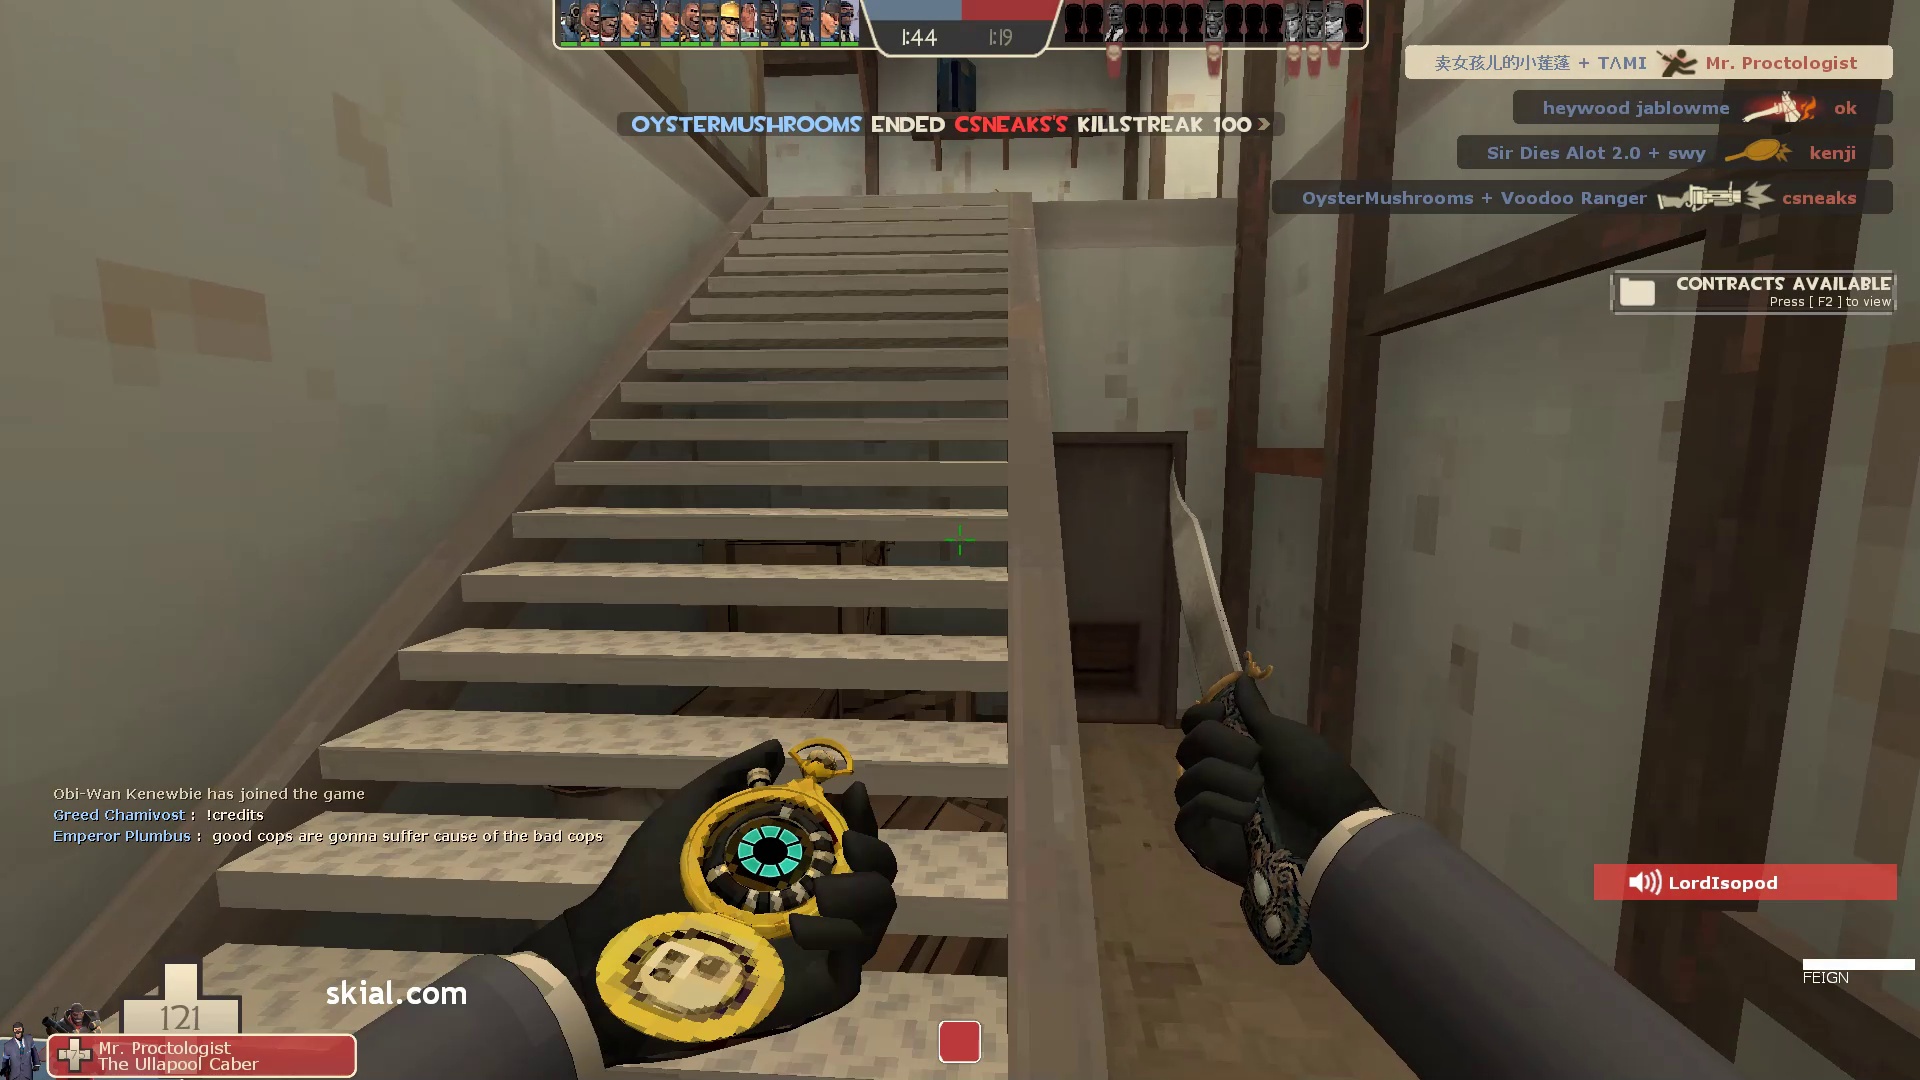 1:44
1:19
卖女孩儿的小莲蓬 + TΛMI Mr. Proctologist
heywood jablowme ok
OYSTERMUSHROOMS ENDED CSNEAKS'S KILLSTREAK 100 »
Sir Dies Alot 2.0 + swy kenji
OysterMushrooms + Voodoo Ranger csneaks
CONTRACTS AVAILABLE
Press [ F2 ] to view
Obi-Wan Kenewbie has joined the game
Greed Chamivost : !credits
Emperor Plumbus : good cops are gonna suffer cause of the bad cops
LordIsopod
FEIGN
skial.com
121
175
Mr. Proctologist
The Ullapool Caber